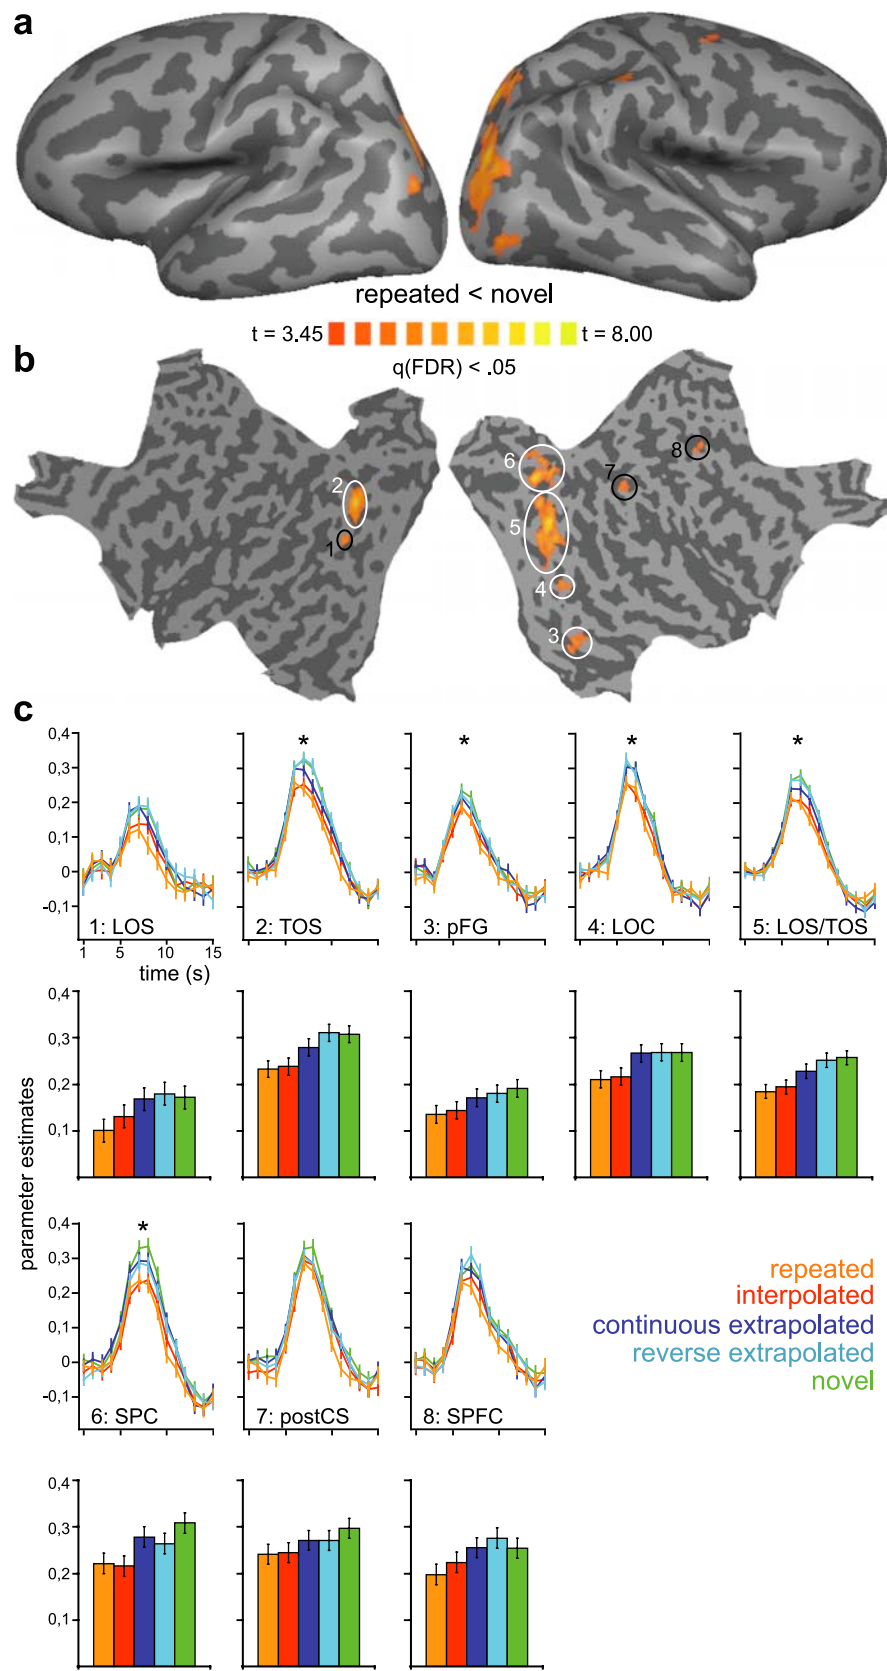 a
repeated < novel
t = 3.45 t = 8.00
q(FDR) < .05
b
2
1
6
5
4
3
7
8
c
0,4
0,3
0,2
0,1
0
-0,1
1: LOS
1 5 10 15
time (s)
*
2: TOS
*
3: pFG
*
4: LOC
*
5: LOS/TOS
parameter estimates
0,4
0,3
0,2
0,1
0,4
0,3
0,2
0,1
0
-0,1
*
6: SPC
7: postCS
8: SPFC
repeated
interpolated
continuous extrapolated
reverse extrapolated
novel
0,4
0,3
0,2
0,1